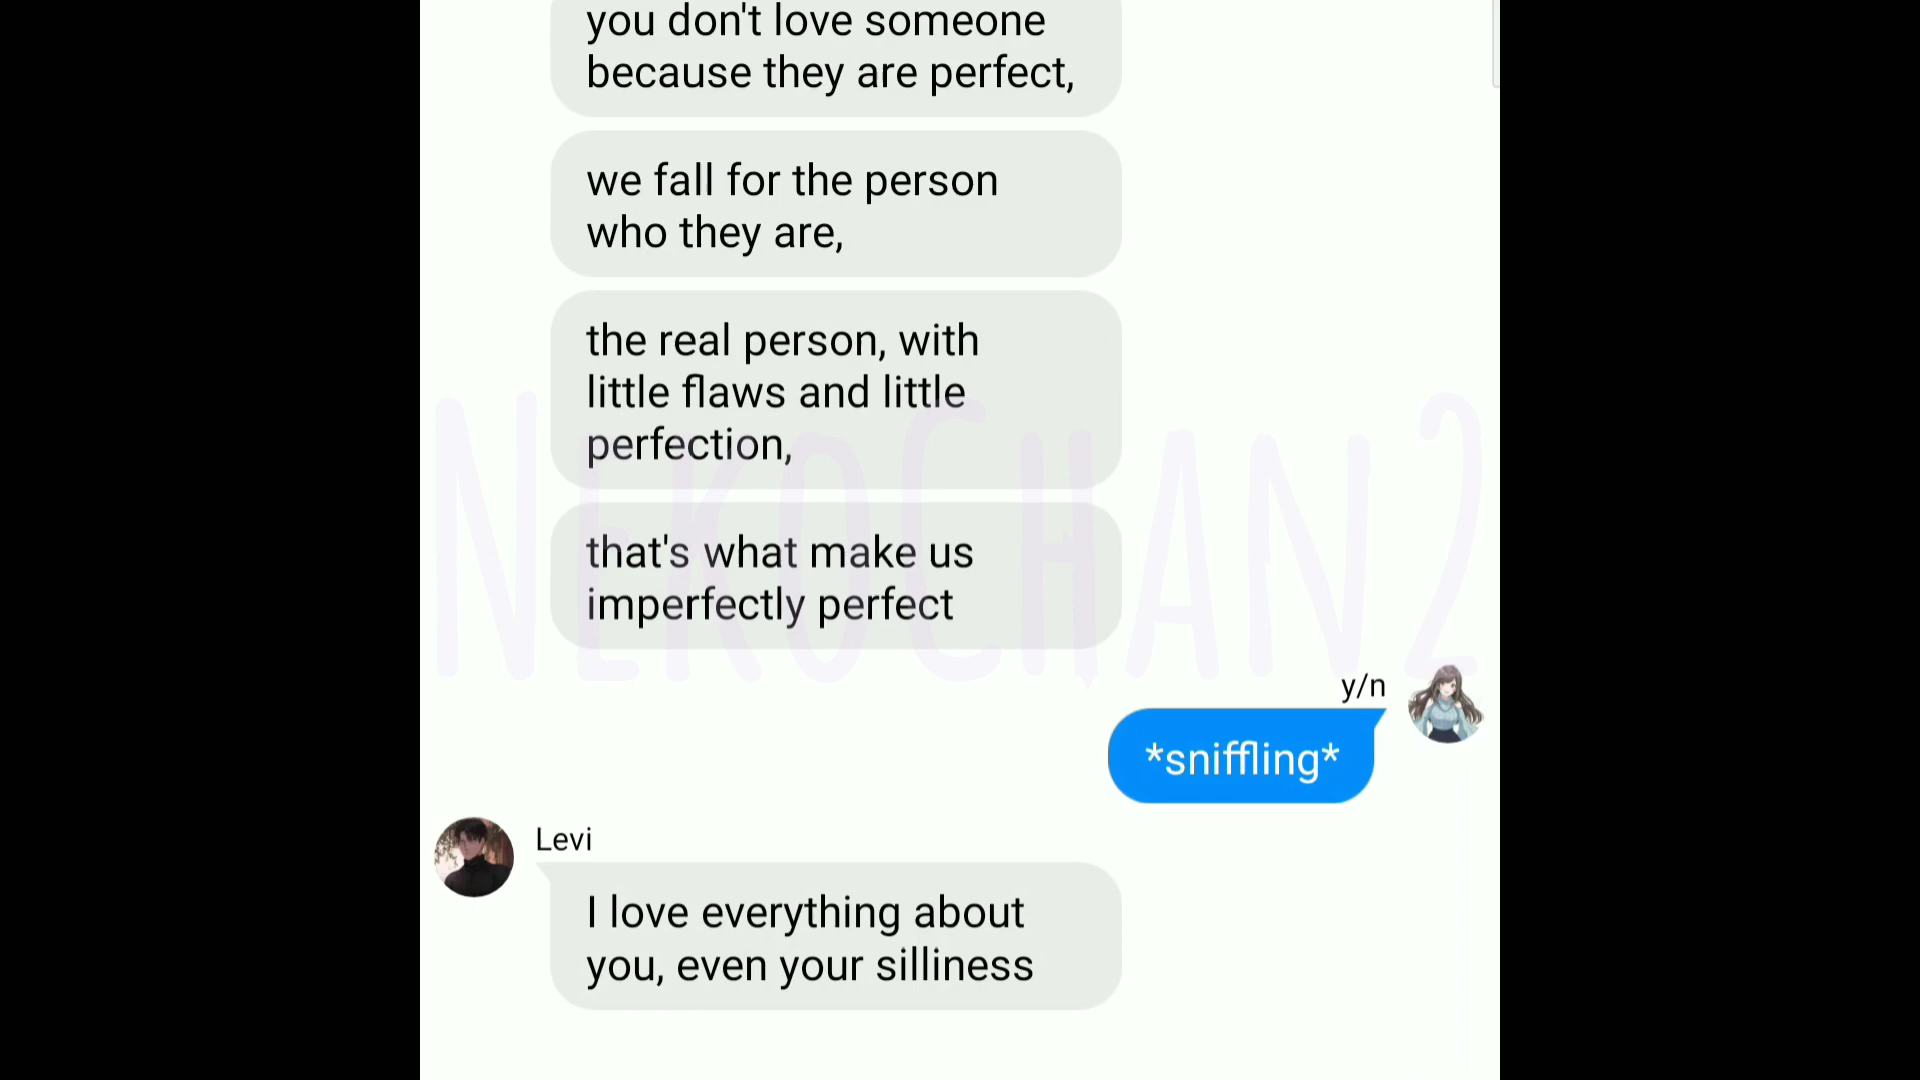 you don't love someone
because they are perfect,
we fall for the person
who they are,
the real person, with
little flaws and little
perfection,
that's what make us
imperfectly perfect
NEKOCHAN2
y/n
*sniffling*
Levi
I love everything about
you, even your silliness